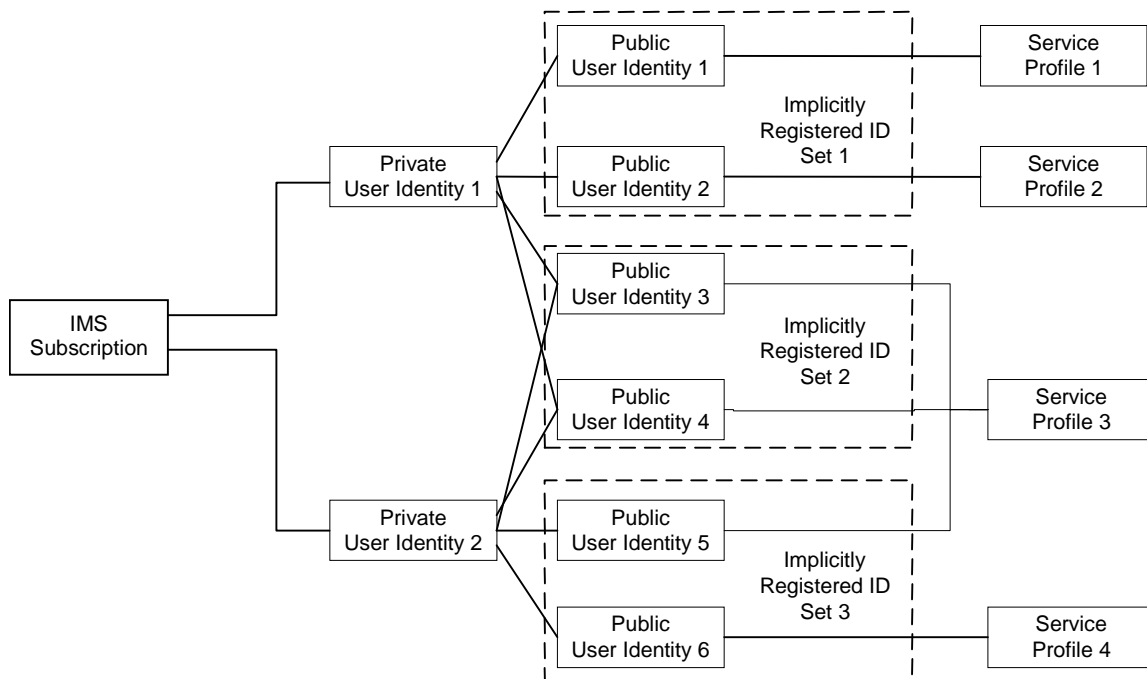 Public
User Identity 1
Service
Profile 1
Implicitly
Registered ID
Set 1
Private
User Identity 1
Public
User Identity 2
Service
Profile 2
Public
User Identity 3
IMS
Subscription
Implicitly
Registered ID
Set 2
Public
User Identity 4
Service
Profile 3
Private
User Identity 2
Public
User Identity 5
Implicitly
Registered ID
Set 3
Public
User Identity 6
Service
Profile 4